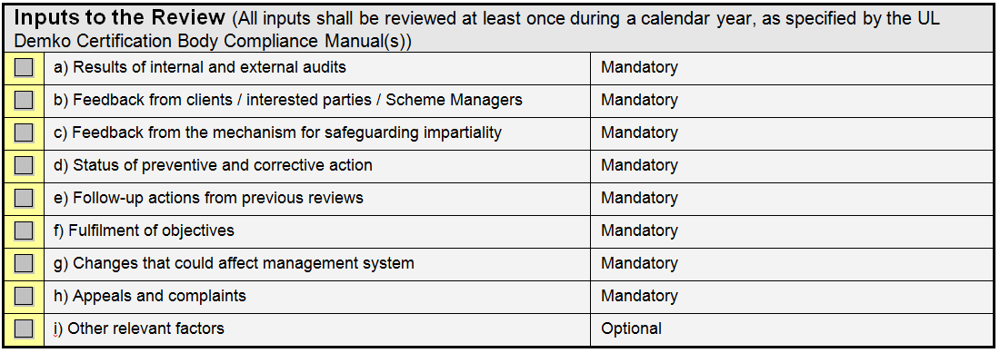 Inputs to the Review (All inputs shall be reviewed at least once during a calendar year, as specified by the UL
Demko Certification Body Compliance Manual(s))
a) Results of internal and external audits Mandatory
b) Feedback from clients / interested parties / Scheme Managers Mandatory
c) Feedback from the mechanism for safeguarding impartiality Mandatory
d) Status of preventive and corrective action Mandatory
e) Follow-up actions from previous reviews Mandatory
f) Fulfilment of objectives Mandatory
g) Changes that could affect management system Mandatory
h) Appeals and complaints Mandatory
i) Other relevant factors Optional